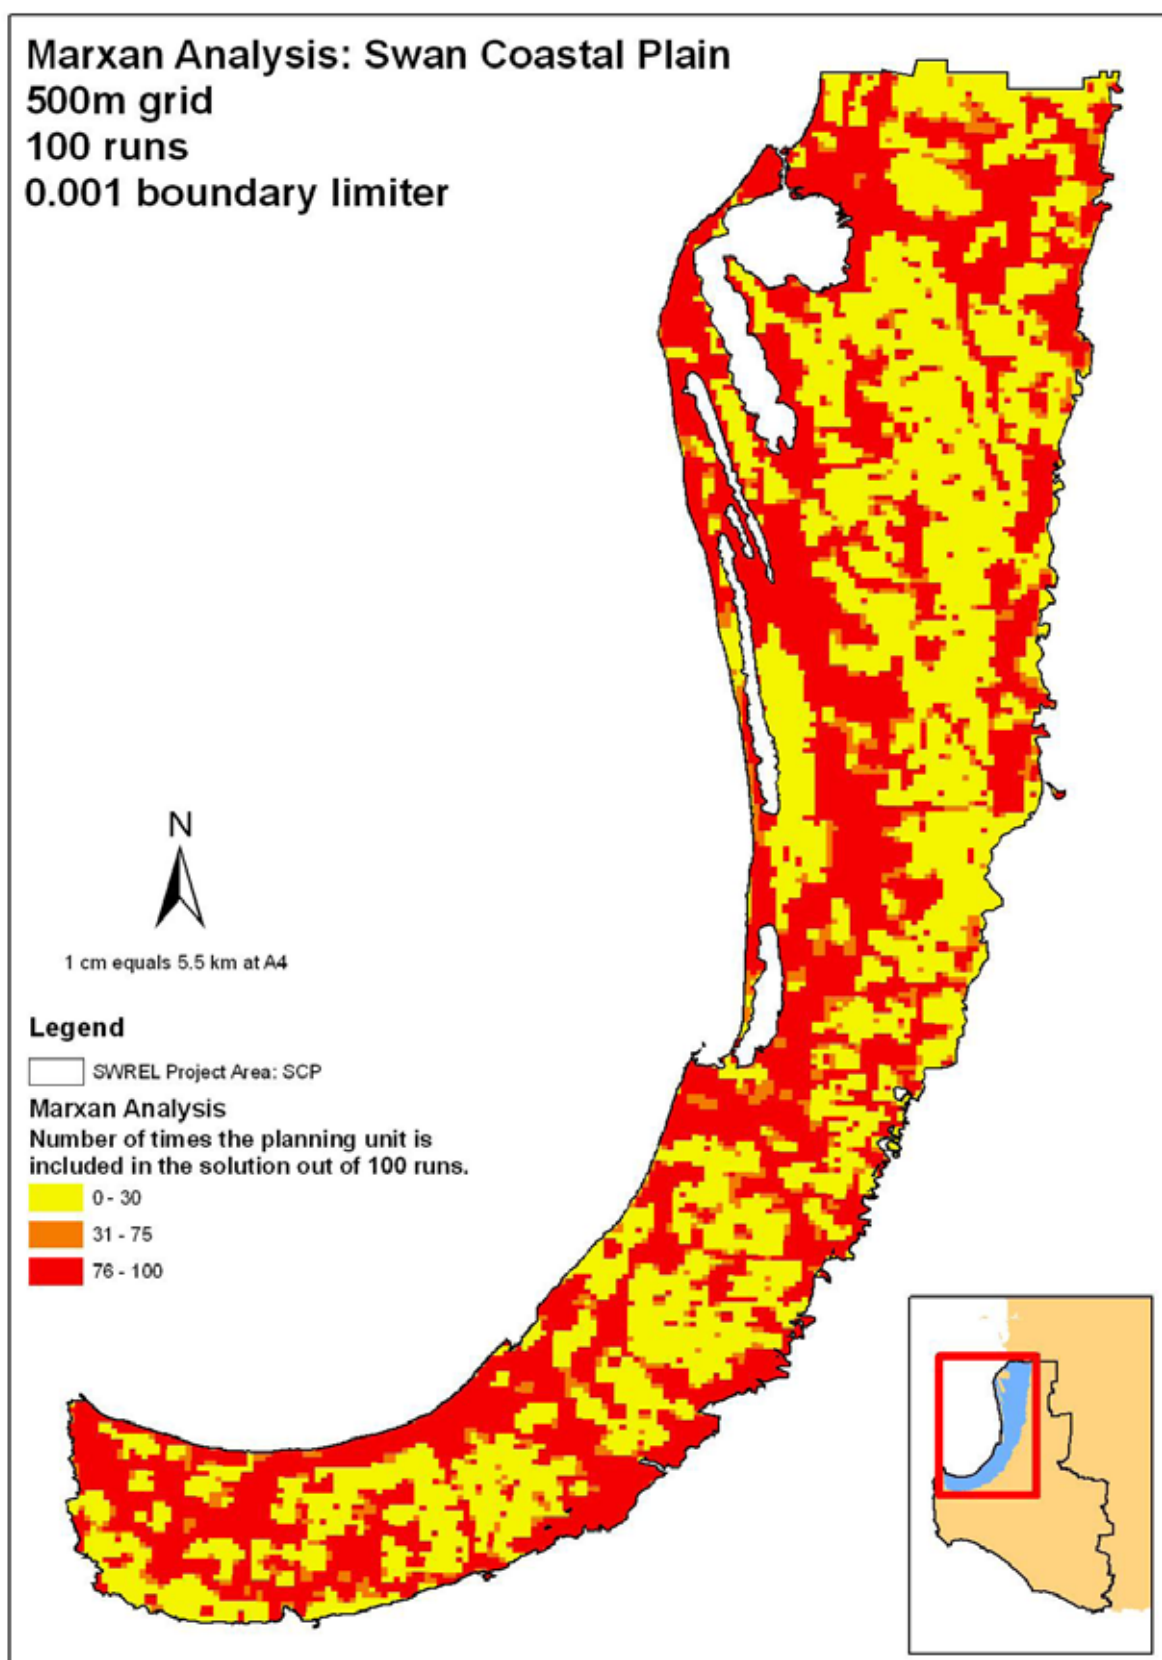 Marxan Analysis: Swan Coastal Plain
500m grid
100 runs
0.001 boundary limiter
N
1 cm equals 5.5 km at A4
Legend
SWREL Project Area: SCP
Marxan Analysis
Number of times the planning unit is
included in the solution out of 100 runs.
0 - 30
31 - 75
76 - 100